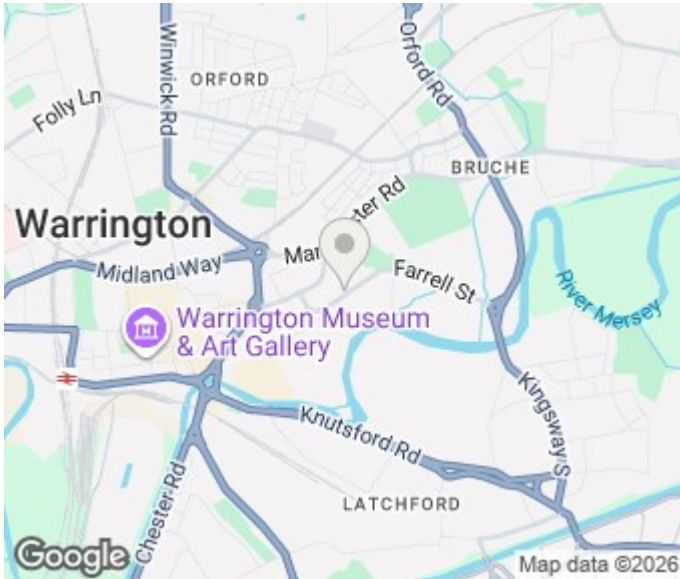 Winwick Rd
ORFORD
Orford Rd
Folly Ln
BRUCHE
Manchester Rd
Warrington
Midland Way
Farrell St
River Mersey
Warrington Museum
& Art Gallery
Kingsway S
Knutsford Rd
Chester Rd
LATCHFORD
Google
Map data ©2026